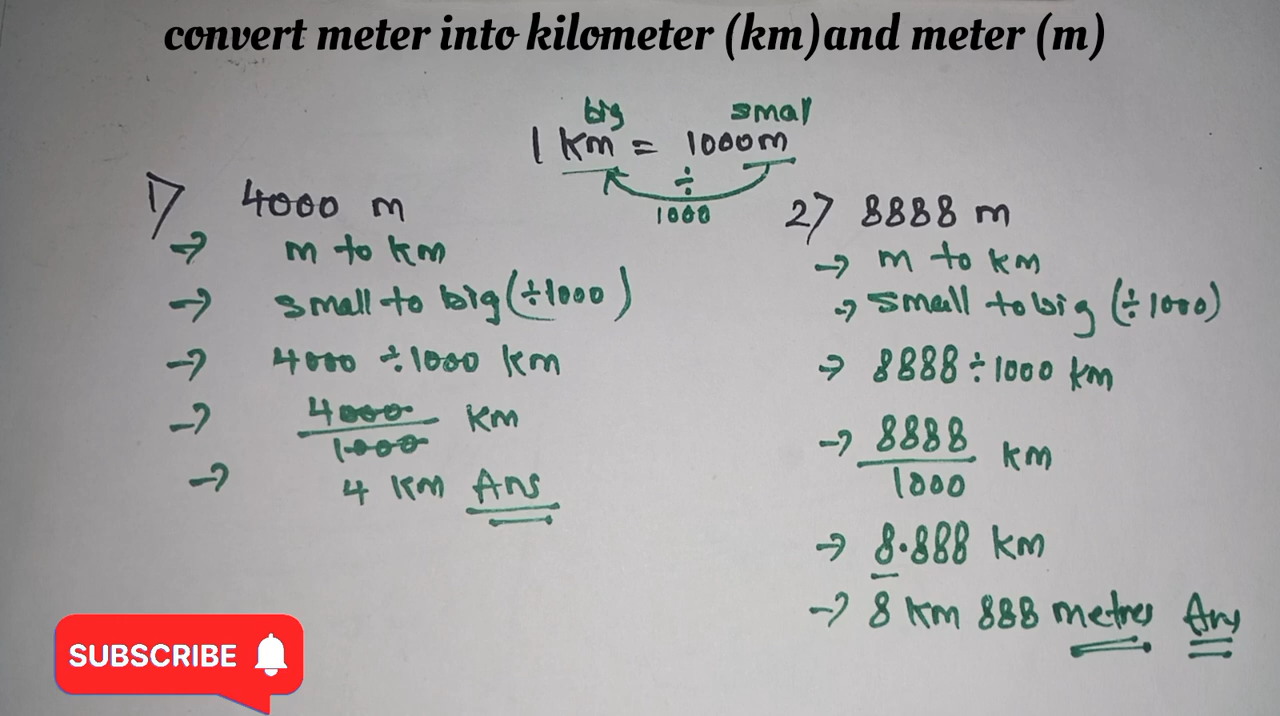 convert meter into kilometer (km)and meter (m)
big small
1 km = 1000m
÷
1000
1) 4000 m
→ m to km
→ small to big (÷1000)
→ 4000 ÷ 1000 km
→ 4000 km
1000
→ 4 km Ans
2) 8888 m
→ m to km
→ small to big (÷1000)
→ 8888 ÷ 1000 km
→ 8888 km
1000
→ 8.888 km
→ 8 km 888 metres Ans
SUBSCRIBE